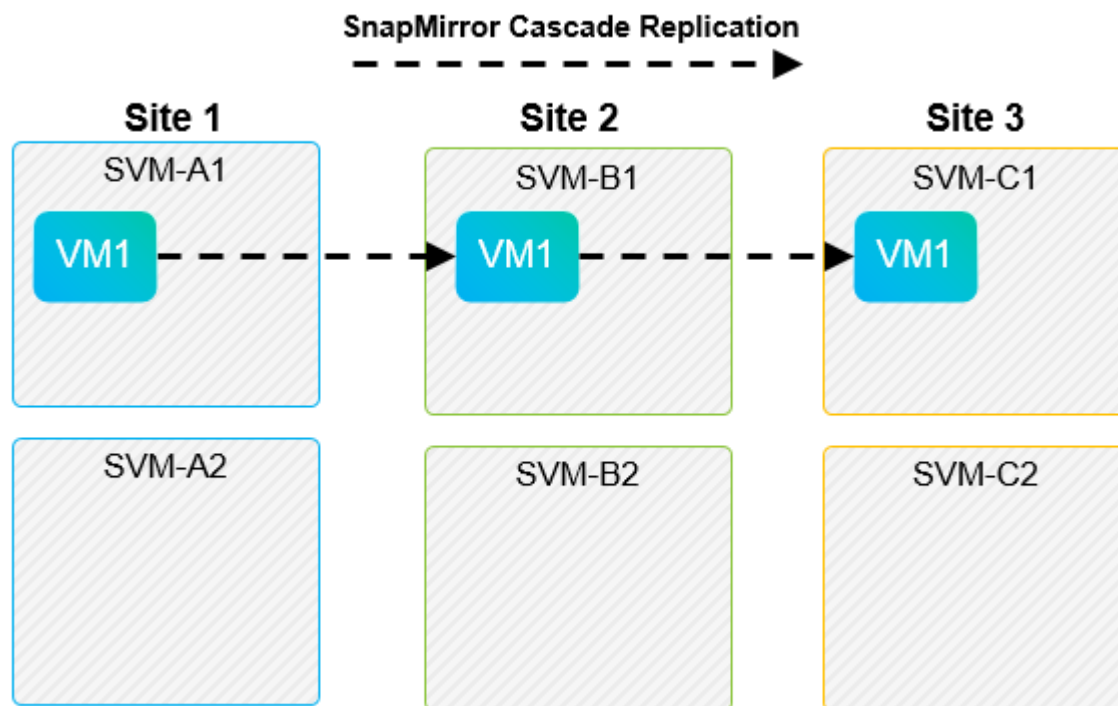 SnapMirror Cascade Replication
Site 1
Site 2
Site 3
SVM-A1
SVM-B1
SVM-C1
VM1
VM1
VM1
SVM-A2
SVM-B2
SVM-C2